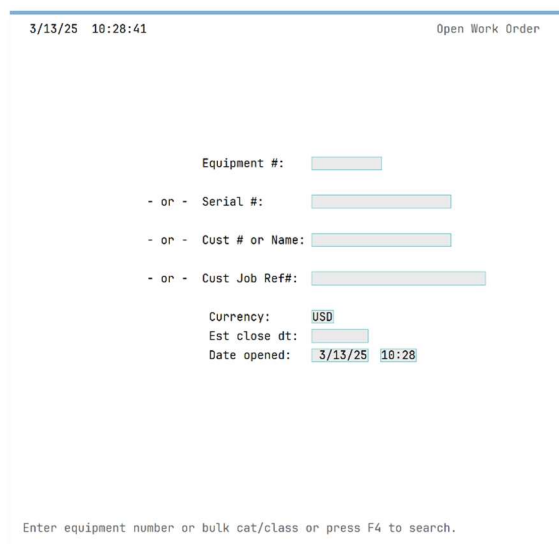 3/13/25 10:28:41 Open Work Order
Equipment #:
- or - Serial #:
- or - Cust # or Name:
- or - Cust Job Ref#:
Currency: USD
Est close dt:
Date opened: 3/13/25 10:28
Enter equipment number or bulk cat/class or press F4 to search.